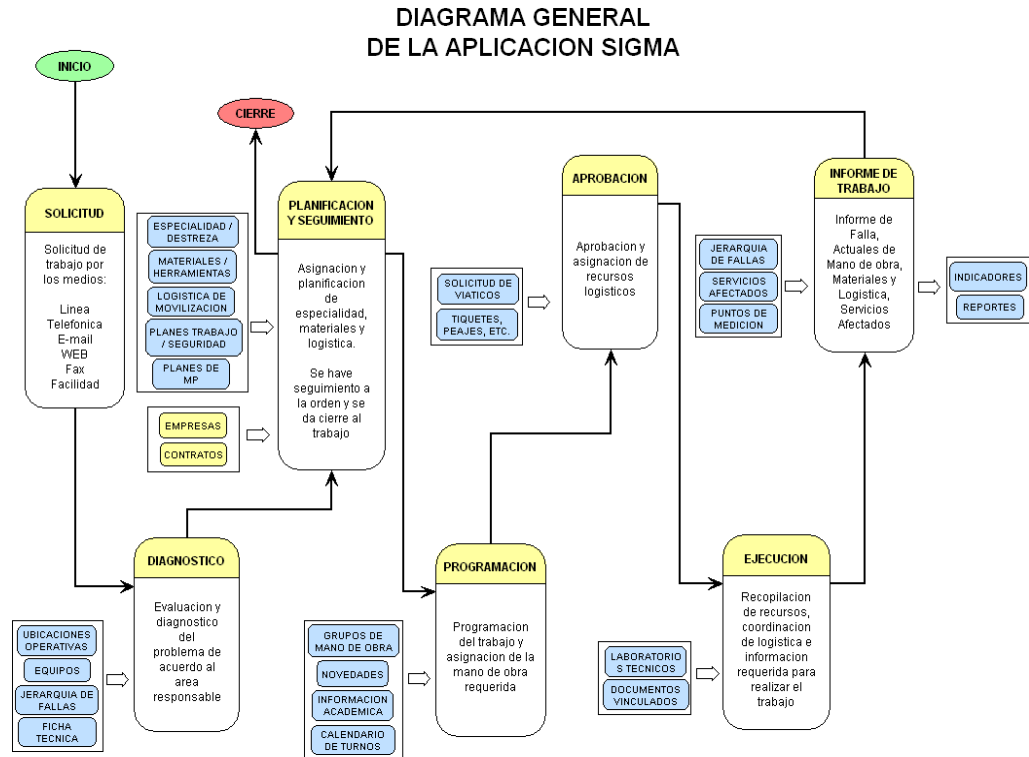 DIAGRAMA GENERAL
DE LA APLICACION SIGMA
INICIO
CIERRE
SOLICITUD
Solicitud de
trabajo por
los medios:
Linea
Telefonica
E-mail
WEB
Fax
Facilidad
ESPECIALIDAD /
DESTREZA
MATERIALES /
HERRAMIENTAS
LOGISTICA DE
MOVILIZACION
PLANES TRABAJO
/ SEGURIDAD
PLANES DE
MP
EMPRESAS
CONTRATOS
PLANIFICACION
Y SEGUIMIENTO
Asignacion y
planificacion
de
especialidad,
materiales y
logistica.
Se have
seguimiento a
la orden y se
da cierre al
trabajo
SOLICITUD DE
VIATICOS
TIQUETES,
PEAJES, ETC.
APROBACION
Aprobacion y
asignacion de
recursos
logisticos
JERARQUIA
DE FALLAS
SERVICIOS
AFECTADOS
PUNTOS DE
MEDICION
INFORME DE
TRABAJO
Informe de
Falla,
Actuales de
Mano de obra,
Materiales y
Logistica,
Servicios
Afectados
INDICADORES
REPORTES
UBICACIONES
OPERATIVAS
EQUIPOS
JERARQUIA DE
FALLAS
FICHA
TECNICA
DIAGNOSTICO
Evaluacion y
diagnostico
del
problema de
acuerdo al
area
responsable
GRUPOS DE
MANO DE OBRA
NOVEDADES
INFORMACION
ACADEMICA
CALENDARIO
DE TURNOS
PROGRAMACION
Programacion
del trabajo y
asignacion de la
mano de obra
requerida
LABORATORIO
S TECNICOS
DOCUMENTOS
VINCULADOS
EJECUCION
Recopilacion
de recursos,
coordinacion
de logistica e
informacion
requerida para
realizar el
trabajo